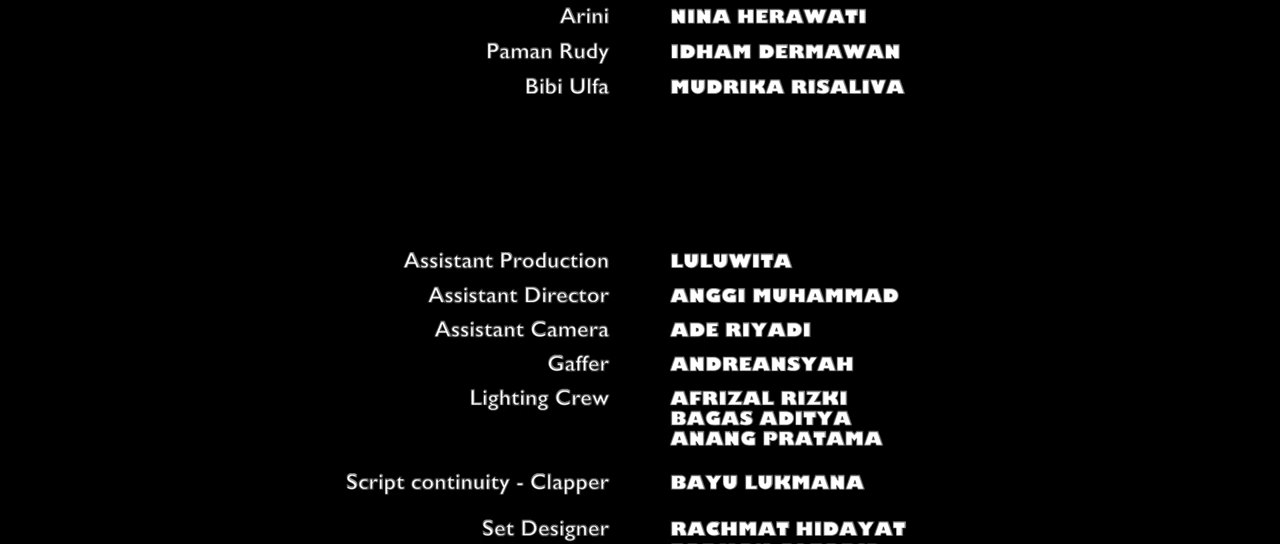 Arini NINA HERAWATI
Paman Rudy IDHAM DERMAWAN
Bibi Ulfa MUDRIKA RISALIVA
Assistant Production LULUWITA
Assistant Director ANGGI MUHAMMAD
Assistant Camera ADE RIYADI
Gaffer ANDREANSYAH
Lighting Crew AFRIZAL RIZKI
BAGAS ADITYA
ANANG PRATAMA
Script continuity - Clapper BAYU LUKMANA
Set Designer RACHMAT HIDAYAT